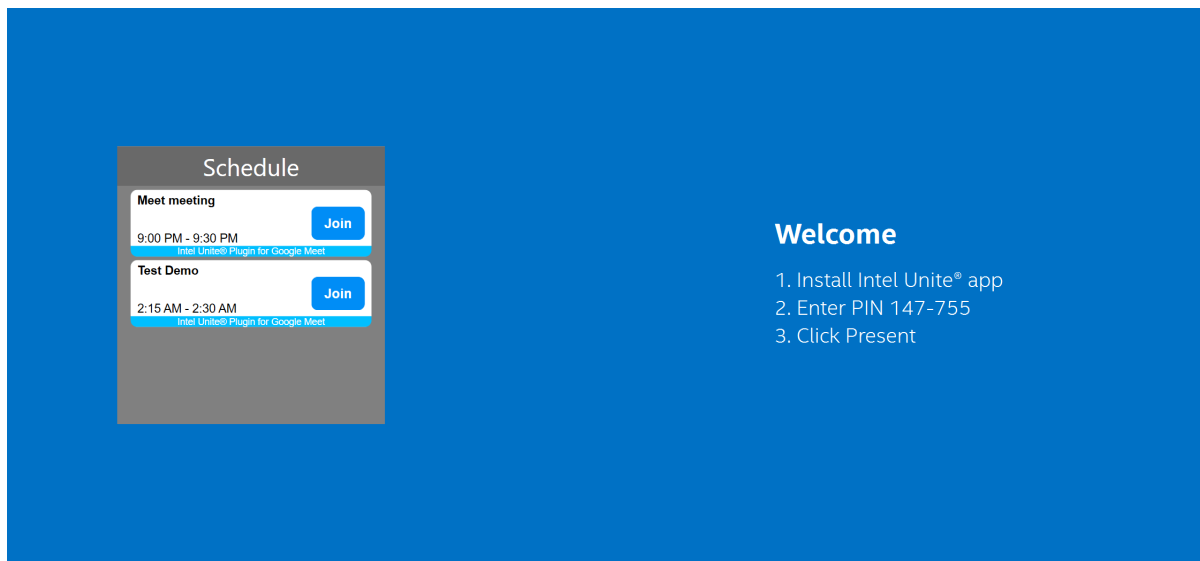 Schedule
Meet meeting
Join
9:00 PM - 9:30 PM
Intel Unite® Plugin for Google Meet
Test Demo
Join
2:15 AM - 2:30 AM
Intel Unite® Plugin for Google Meet
Welcome
1. Install Intel Unite® app
2. Enter PIN 147-755
3. Click Present